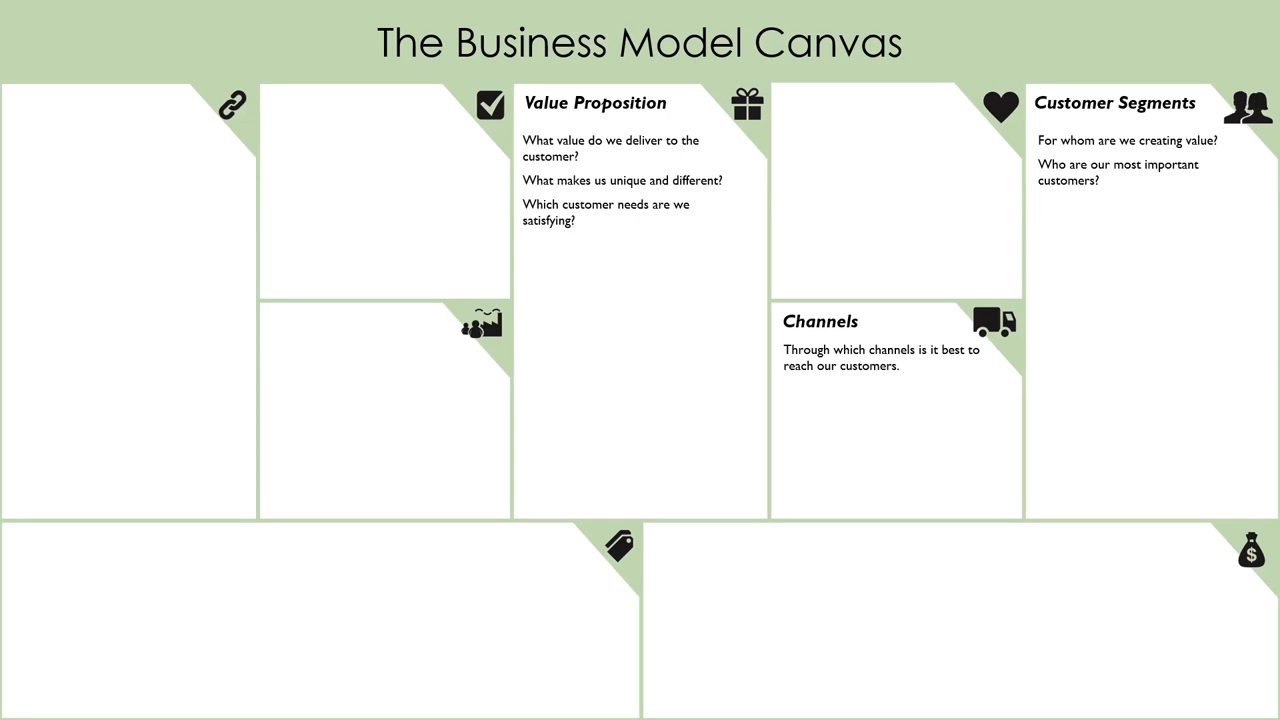 The Business Model Canvas
Value Proposition
What value do we deliver to the
customer?
What makes us unique and different?
Which customer needs are we
satisfying?
Channels
Through which channels is it best to
reach our customers.
Customer Segments
For whom are we creating value?
Who are our most important
customers?
$